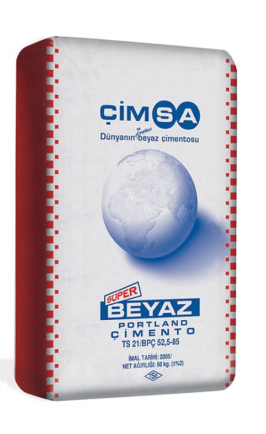 ÇİMSA
Dünyanın beyaz çimentosu
SÜPER
BEYAZ
PORTLAND
ÇİMENTO
TS 21/BPÇ 52,5-85
İMAL TARİHİ: 2005/
NET AĞIRLIĞI: 50 kg. (±%2)